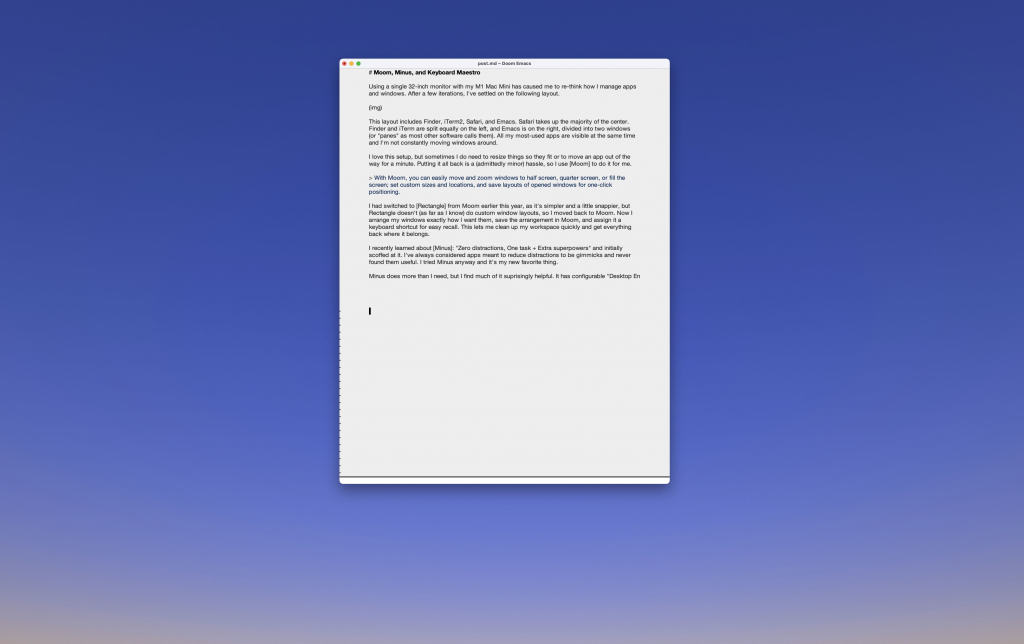 post.md – Doom Emacs
# Moom, Minus, and Keyboard Maestro
Using a single 32-inch monitor with my M1 Mac Mini has caused me to re-think how I manage apps
and windows. After a few iterations, I've settled on the following layout.
(img)
This layout includes Finder, iTerm2, Safari, and Emacs. Safari takes up the majority of the center.
Finder and iTerm are split equally on the left, and Emacs is on the right, divided into two windows
(or "panes" as most other software calls them). All my most-used apps are visible at the same time
and I'm not constantly moving windows around.
I love this setup, but sometimes I do need to resize things so they fit or to move an app out of the
way for a minute. Putting it all back is a (admittedly minor) hassle, so I use [Moom] to do it for me.
> With Moom, you can easily move and zoom windows to half screen, quarter screen, or fill the
screen; set custom sizes and locations, and save layouts of opened windows for one-click
positioning.
I had switched to [Rectangle] from Moom earlier this year, as it's simpler and a little snappier, but
Rectangle doesn't (as far as I know) do custom window layouts, so I moved back to Moom. Now I
arrange my windows exactly how I want them, save the arrangement in Moom, and assign it a
keyboard shortcut for easy recall. This lets me clean up my workspace quickly and get everything
back where it belongs.
I recently learned about [Minus]: "Zero distractions, One task + Extra superpowers" and initially
scoffed at it. I've always considered apps meant to reduce distractions to be gimmicks and never
found them useful. I tried Minus anyway and it's my new favorite thing.
Minus does more than I need, but I find much of it suprisingly helpful. It has configurable "Desktop En